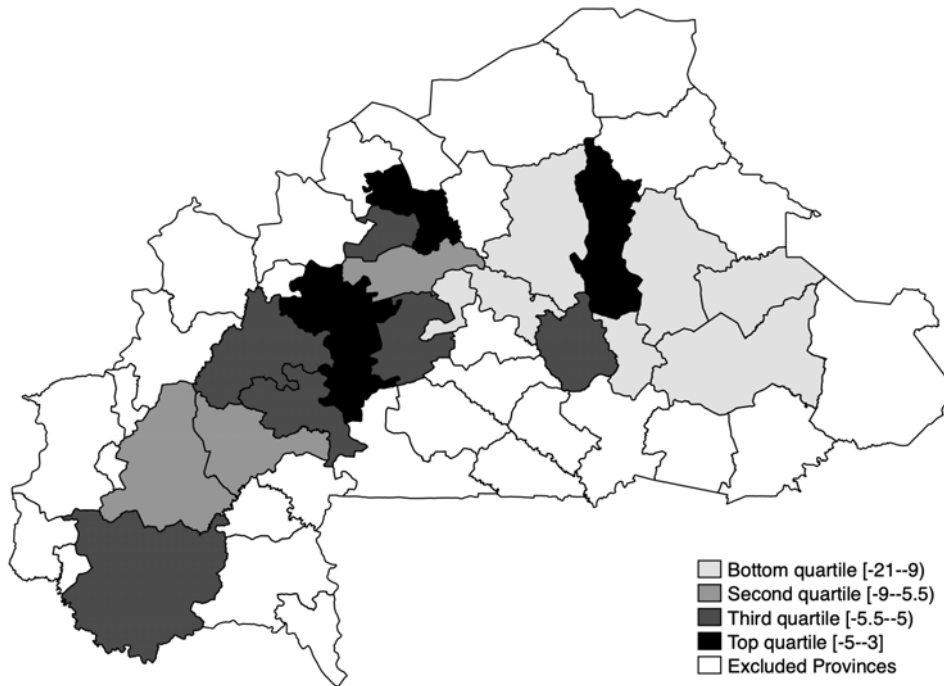 Bottom quartile [-21--9)
Second quartile [-9--5.5)
Third quartile [-5.5--5)
Top quartile [-5--3]
Excluded Provinces